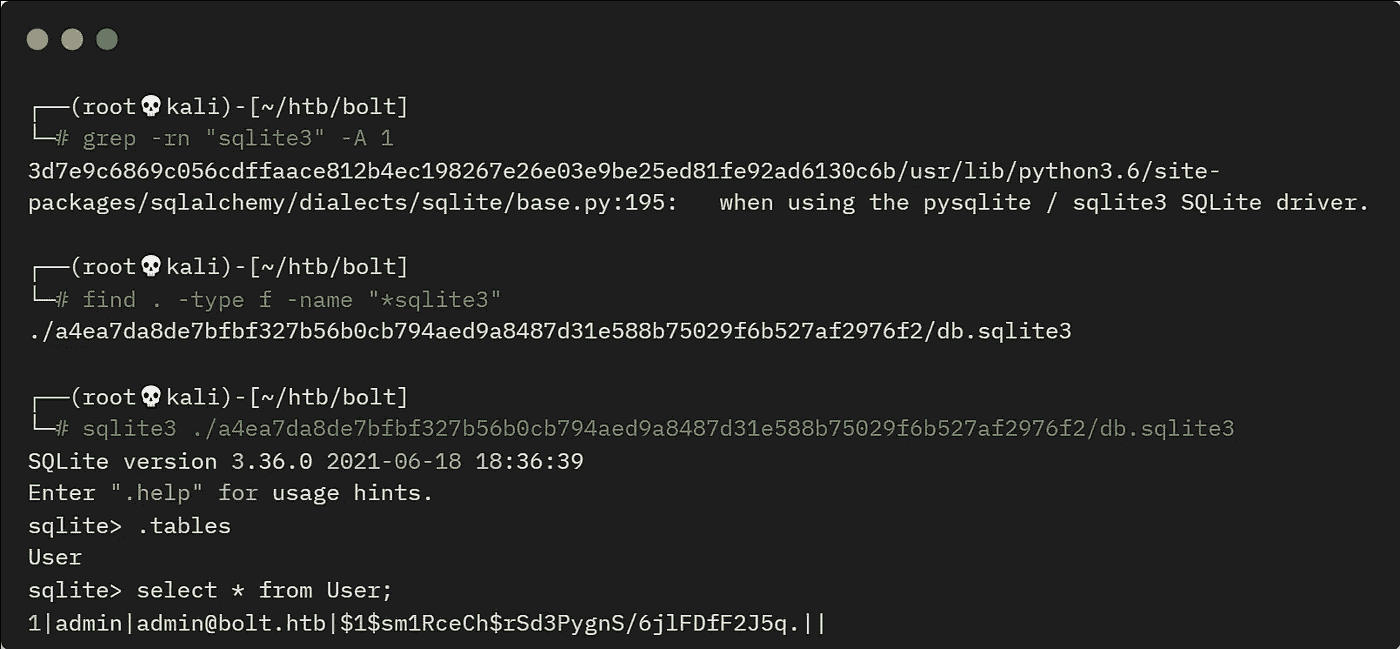 ┌──(root💀kali)-[~/htb/bolt]
└─# grep -rn "sqlite3" -A 1
3d7e9c6869c056cdffaace812b4ec198267e26e03e9be25ed81fe92ad6130c6b/usr/lib/python3.6/site-
packages/sqlalchemy/dialects/sqlite/base.py:195:   when using the pysqlite / sqlite3 SQLite driver.
┌──(root💀kali)-[~/htb/bolt]
└─# find . -type f -name "*sqlite3"
./a4ea7da8de7bfbf327b56b0cb794aed9a8487d31e588b75029f6b527af2976f2/db.sqlite3
┌──(root💀kali)-[~/htb/bolt]
└─# sqlite3 ./a4ea7da8de7bfbf327b56b0cb794aed9a8487d31e588b75029f6b527af2976f2/db.sqlite3
SQLite version 3.36.0 2021-06-18 18:36:39
Enter ".help" for usage hints.
sqlite> .tables
User
sqlite> select * from User;
1|admin|admin@bolt.htb|$1$sm1RceCh$rSd3PygnS/6jlFDfF2J5q.||